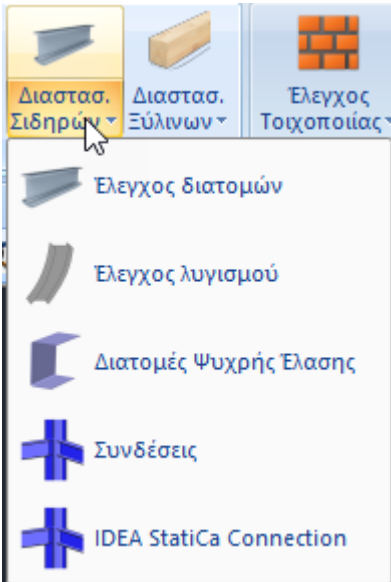 Διαστασ.
Σιδηρών
Διαστασ.
Ξύλινων
Έλεγχος
Τοιχοποιίας
Έλεγχος διατομών
Έλεγχος λυγισμού
Διατομές Ψυχρής Έλασης
Συνδέσεις
IDEA StatiCa Connection